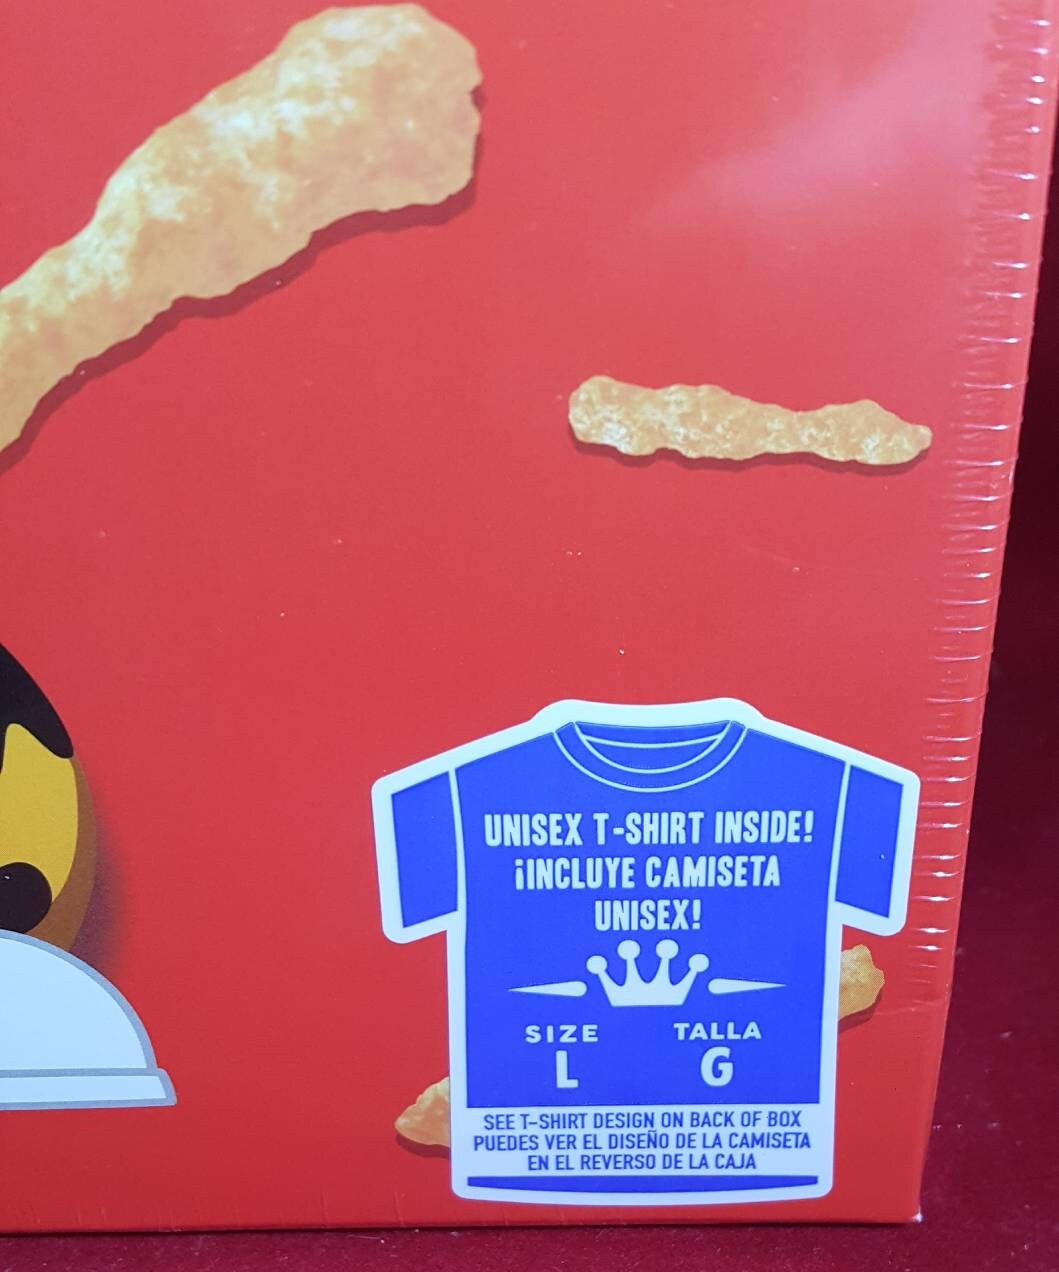 UNISEX T-SHIRT INSIDE!
¡INCLUYE CAMISETA
UNISEX!
SIZE TALLA
L G
SEE T-SHIRT DESIGN ON BACK OF BOX
PUEDES VER EL DISEÑO DE LA CAMISETA
EN EL REVERSO DE LA CAJA